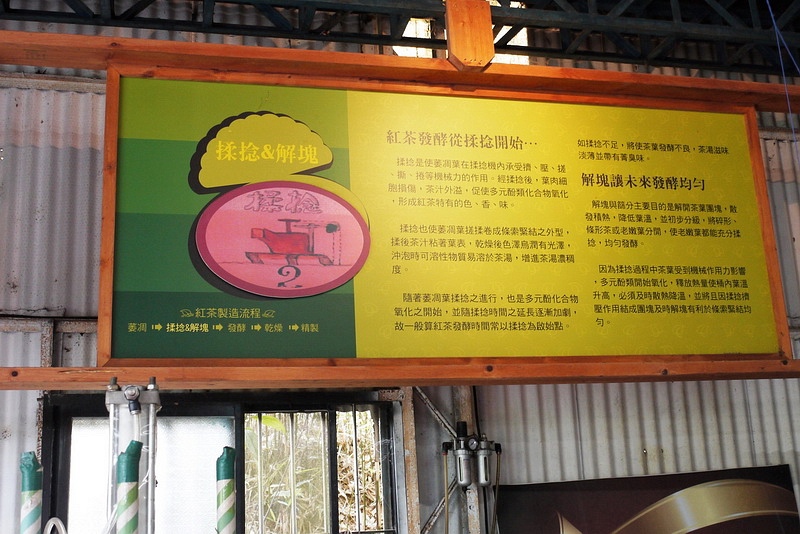 揉捻&解塊
揉捻
2
紅茶製造流程
萎凋 揉捻&解塊 發酵 乾燥 精製
紅茶發酵從揉捻開始…
揉捻是使萎凋葉在揉捻機內承受擠、壓、搓
、撕、捲等機械力的作用。經揉捻後，葉肉細
胞損傷，茶汁外溢，促使多元酚類化合物氧化
，形成紅茶特有的色、香、味。
揉捻也使萎凋葉搓揉卷成條索緊結之外型，
揉後茶汁粘著葉表，乾燥後色澤烏潤有光澤，
沖泡時可溶性物質易溶於茶湯，增進茶湯濃稠
度。
隨著萎凋葉揉捻之進行，也是多元酚化合物
氧化之開始，並隨揉捻時間之延長逐漸加劇，
故一般算紅茶發酵時間常以揉捻為啟始點。
如揉捻不足，將使茶葉發酵不良，茶湯滋味
淡薄並帶有菁臭味。
解塊讓未來發酵均勻
解塊與篩分主要目的是解開茶葉團塊，散
發積熱，降低葉溫，並初步分級，將碎形、
條形茶或老嫩葉分開，使老嫩葉都能充分揉
捻，均勻發酵。
因為揉捻過程中茶葉受到機械作用力影響
，多元酚類開始氧化，釋放熱量使桶內葉溫
升高，必須及時散熱降溫，並將且因揉捻擠
壓作用結成團塊及時解塊有利於條索緊結均
勻。